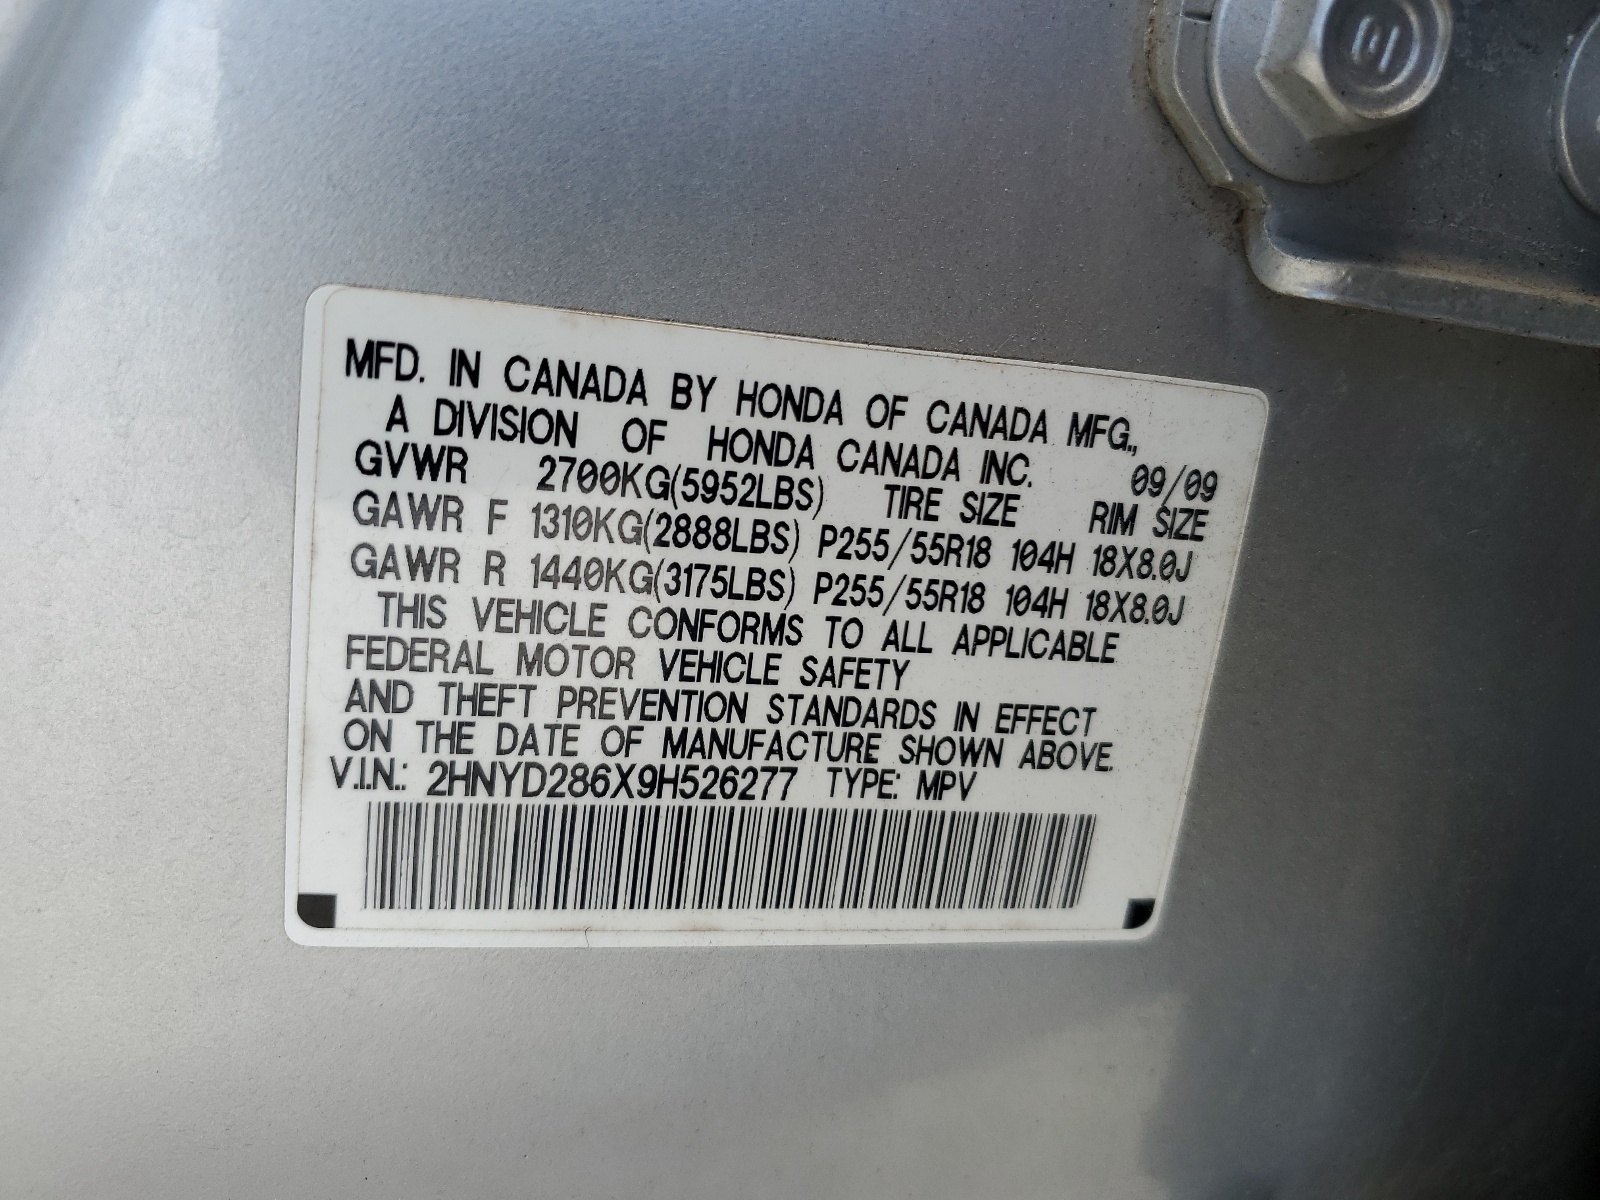 MFD. IN CANADA BY HONDA OF CANADA MFG.,
A DIVISION OF HONDA CANADA INC. 09/09
GVWR 2700KG(5952LBS) TIRE SIZE RIM SIZE
GAWR F 1310KG(2888LBS) P255/55R18 104H 18X8.0J
GAWR R 1440KG(3175LBS) P255/55R18 104H 18X8.0J
THIS VEHICLE CONFORMS TO ALL APPLICABLE
FEDERAL MOTOR VEHICLE SAFETY
AND THEFT PREVENTION STANDARDS IN EFFECT
ON THE DATE OF MANUFACTURE SHOWN ABOVE.
V.I.N.: 2HNYD286X9H526277 TYPE: MPV